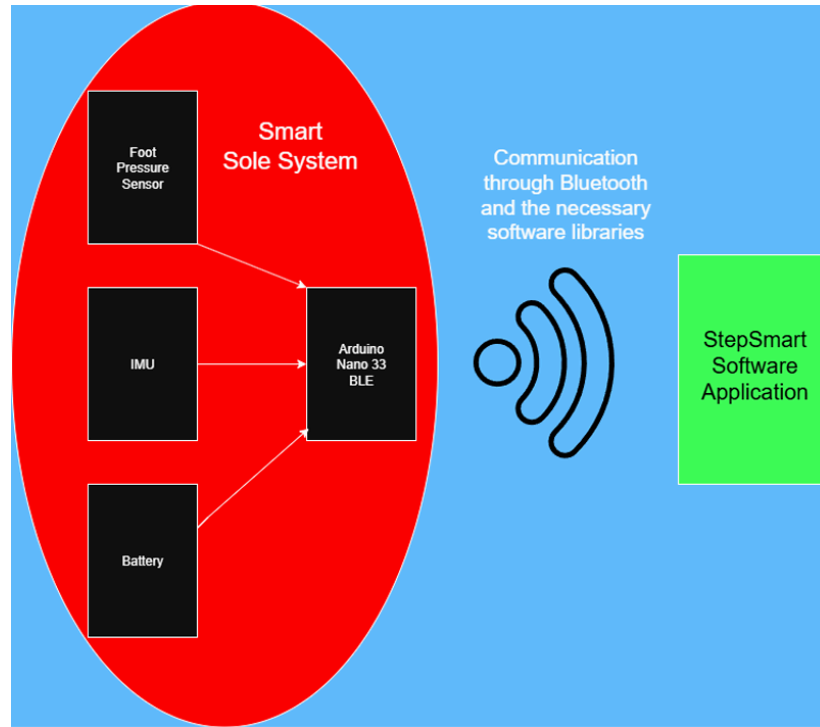 Foot
Pressure
Sensor
Smart
Sole System
IMU
Arduino
Nano 33
BLE
Battery
Communication
through Bluetooth
and the necessary
software libraries
StepSmart
Software
Application